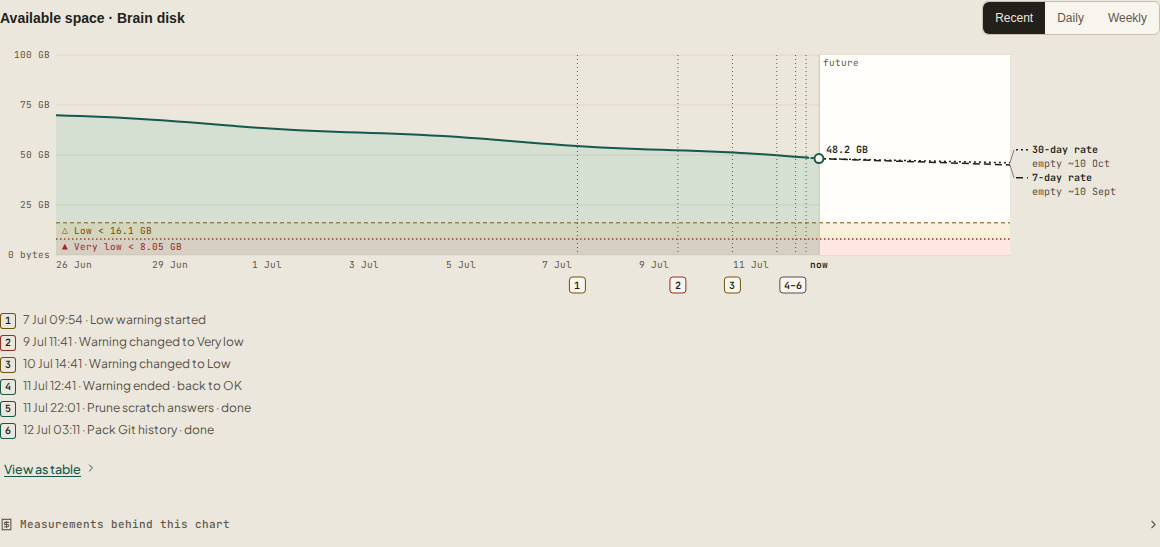 Available space · Brain disk
Recent Daily Weekly
100 GB
75 GB
50 GB
25 GB
0 bytes
future
48.2 GB
30-day rate
empty ~10 Oct
7-day rate
empty ~10 Sept
△ Low < 16.1 GB
▲ Very low < 8.05 GB
26 Jun 29 Jun 1 Jul 3 Jul 5 Jul 7 Jul 9 Jul 11 Jul now
1 2 3 4–6
1 7 Jul 09:54 · Low warning started
2 9 Jul 11:41 · Warning changed to Very low
3 10 Jul 14:41 · Warning changed to Low
4 11 Jul 12:41 · Warning ended · back to OK
5 11 Jul 22:01 · Prune scratch answers · done
6 12 Jul 03:11 · Pack Git history · done
View as table
Measurements behind this chart